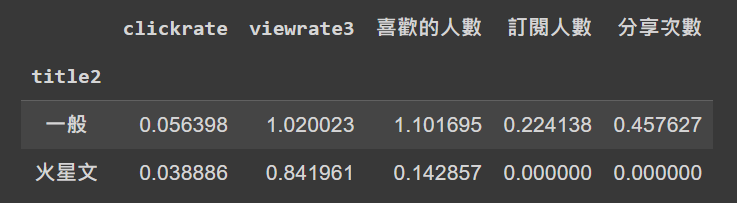 clickrate viewrate3 喜歡的人數 訂閱人數 分享次數
title2
一般 0.056398 1.020023 1.101695 0.224138 0.457627
火星文 0.038886 0.841961 0.142857 0.000000 0.000000